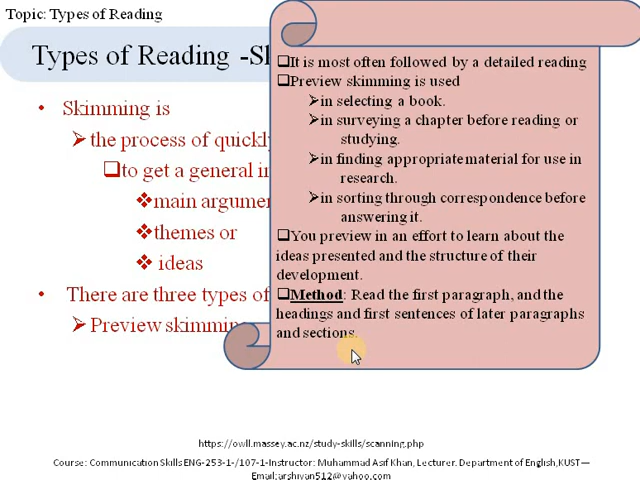 Topic: Types of Reading
Types of Reading -Sk
• Skimming is
➢the process of quickly
❑to get a general im
❖main argumen
❖themes or
❖ ideas
• There are three types of
➢Preview skimming
❑It is most often followed by a detailed reading
❑Preview skimming is used
➢in selecting a book.
➢in surveying a chapter before reading or
studying.
➢in finding appropriate material for use in
research.
➢in sorting through correspondence before
answering it.
❑You preview in an effort to learn about the
ideas presented and the structure of their
development.
❑Method: Read the first paragraph, and the
headings and first sentences of later paragraphs
and sections.
https://owll.massey.ac.nz/study-skills/scanning.php
Course: Communication Skills ENG-253-1-/107-1-Instructor: Muhammad Asif Khan, Lecturer. Department of English,KUST—
Email;arshivan512@yahoo.com